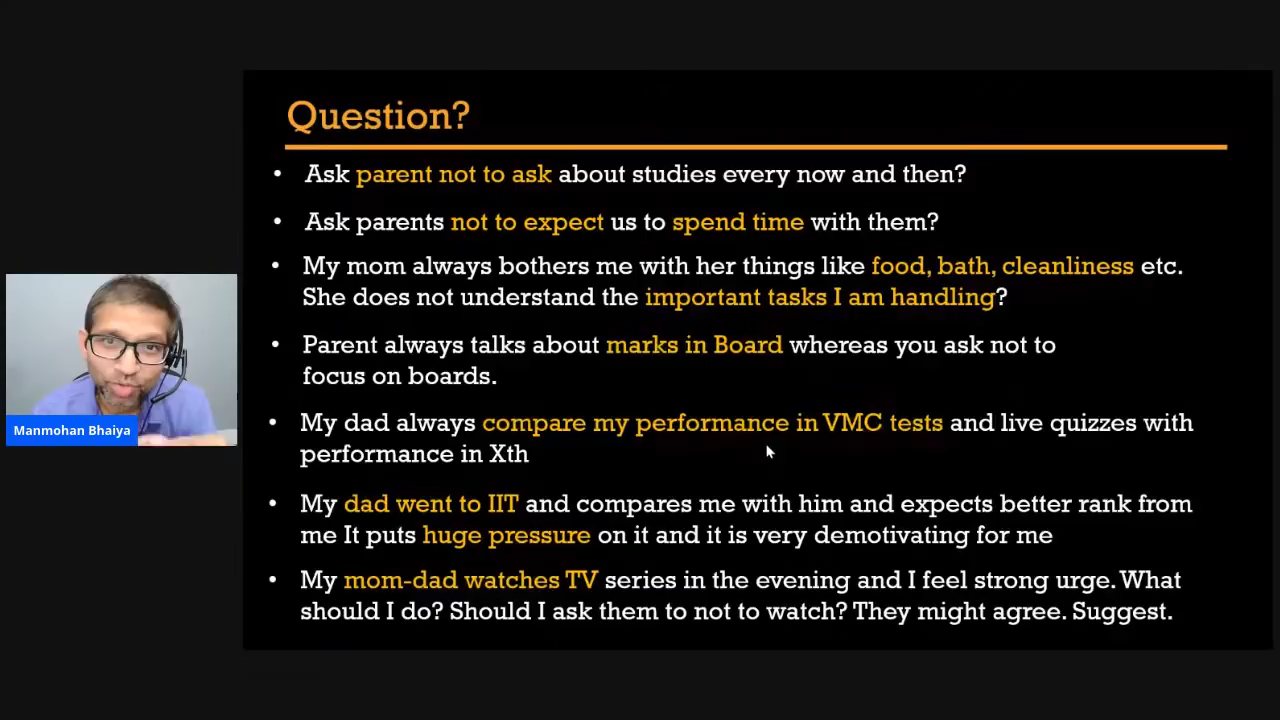 Question?
• Ask parent not to ask about studies every now and then?
• Ask parents not to expect us to spend time with them?
• My mom always bothers me with her things like food, bath, cleanliness etc.
She does not understand the important tasks I am handling?
• Parent always talks about marks in Board whereas you ask not to
focus on boards.
• My dad always compare my performance in VMC tests and live quizzes with
performance in Xth
• My dad went to IIT and compares me with him and expects better rank from
me It puts huge pressure on it and it is very demotivating for me
• My mom-dad watches TV series in the evening and I feel strong urge. What
should I do? Should I ask them to not to watch? They might agree. Suggest.
Manmohan Bhaiya